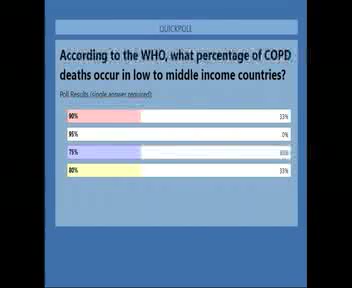 QUICKPOLL
According to the WHO, what percentage of COPD
deaths occur in low to middle income countries?
Poll Results (single answer required):
90% 33%
95% 0%
75% 33%
80% 33%